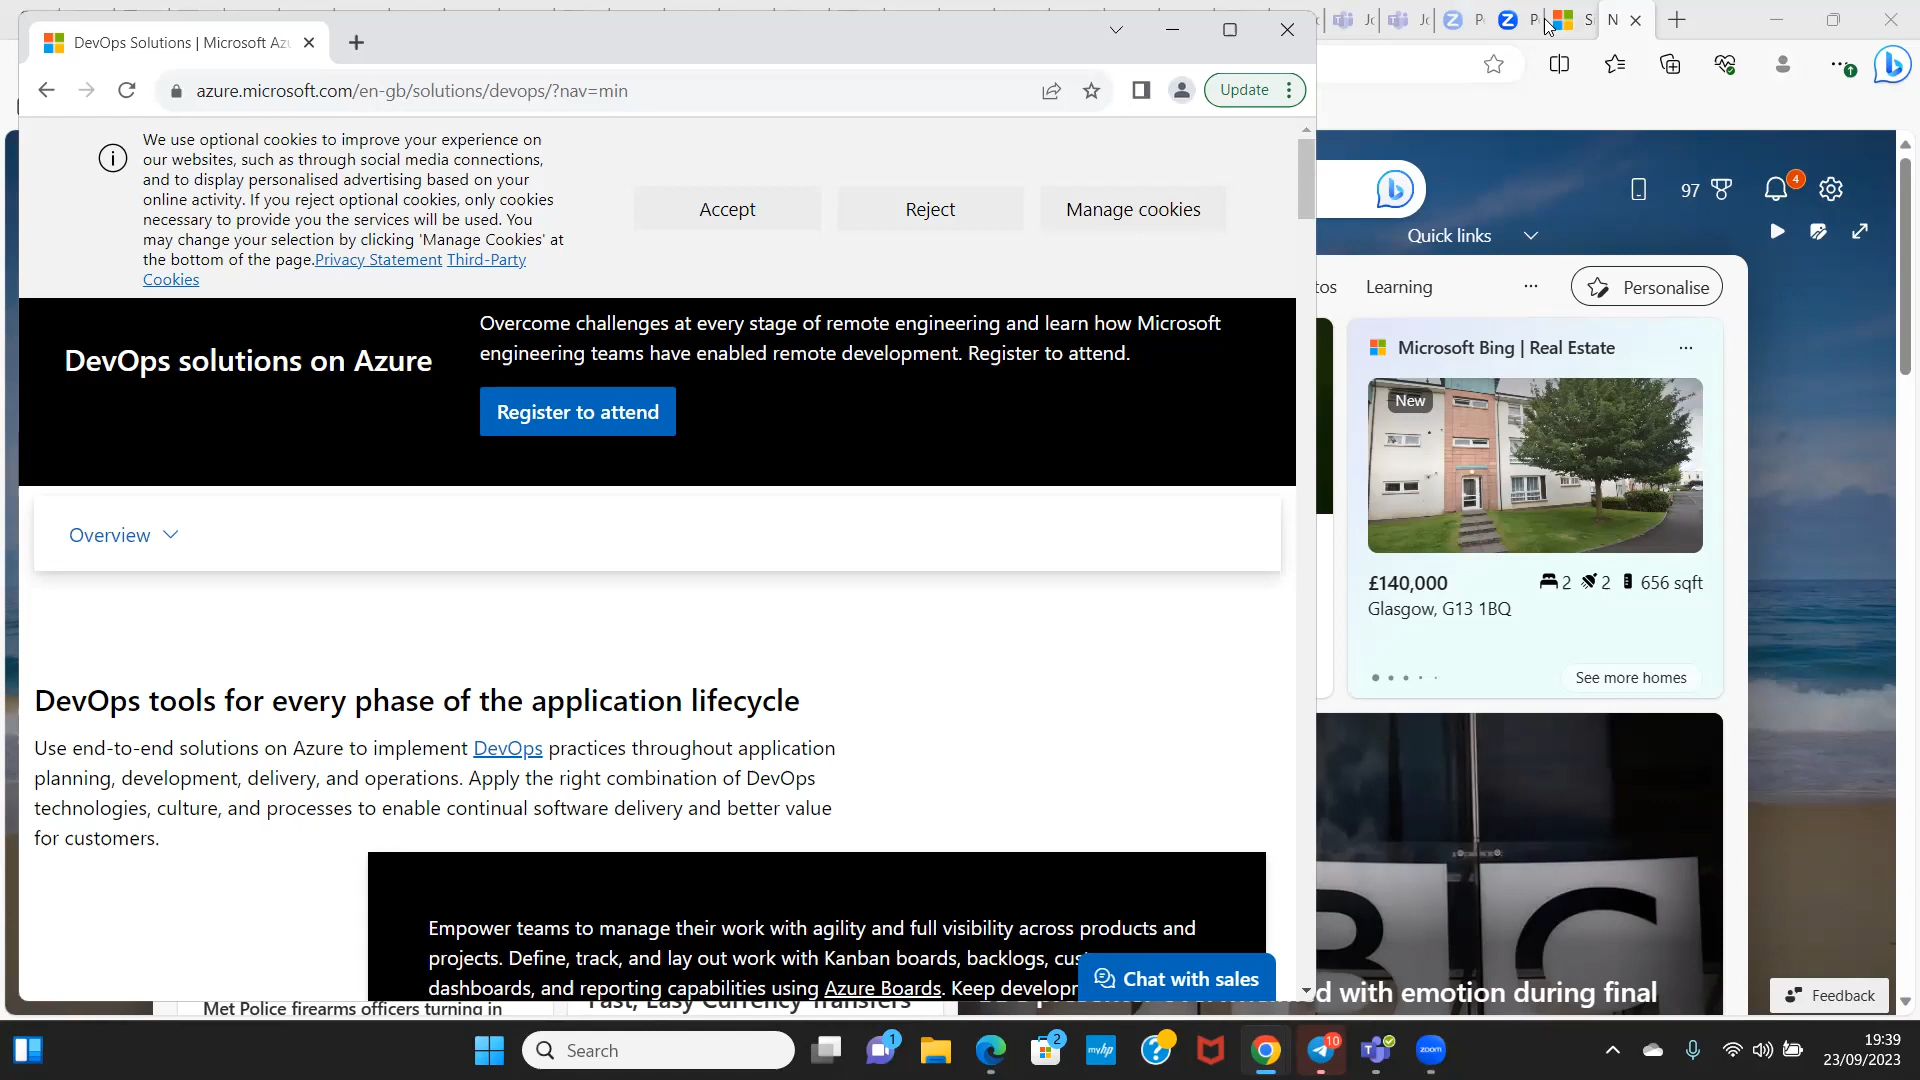 DevOps Solutions | Microsoft Azu
azure.microsoft.com/en-gb/solutions/devops/?nav=min
Update
We use optional cookies to improve your experience on
our websites, such as through social media connections,
and to display personalised advertising based on your
online activity. If you reject optional cookies, only cookies
necessary to provide you the services will be used. You
may change your selection by clicking 'Manage Cookies' at
the bottom of the page.Privacy Statement Third-Party
Cookies
Accept
Reject
Manage cookies
DevOps solutions on Azure
Overcome challenges at every stage of remote engineering and learn how Microsoft
engineering teams have enabled remote development. Register to attend.
Register to attend
Overview
DevOps tools for every phase of the application lifecycle
Use end-to-end solutions on Azure to implement DevOps practices throughout application
planning, development, delivery, and operations. Apply the right combination of DevOps
technologies, culture, and processes to enable continual software delivery and better value
for customers.
Empower teams to manage their work with agility and full visibility across products and
projects. Define, track, and lay out work with Kanban boards, backlogs, cus
dashboards, and reporting capabilities using Azure Boards. Keep developr
Chat with sales
N
97
4
Quick links
Learning
Personalise
Microsoft Bing | Real Estate
New
£140,000
2
2
656 sqft
Glasgow, G13 1BQ
See more homes
BC
d with emotion during final
Met Police firearms officers turning in
Fast, Easy Currency Transfers
Feedback
Search
1
2
myhp
10
zoom
19:39
23/09/2023